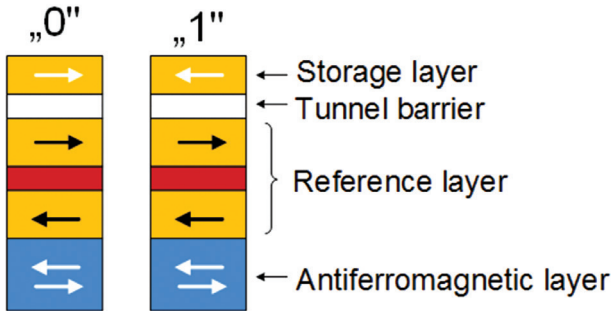 „0"
„1"
Storage layer
Tunnel barrier
Reference layer
Antiferromagnetic layer